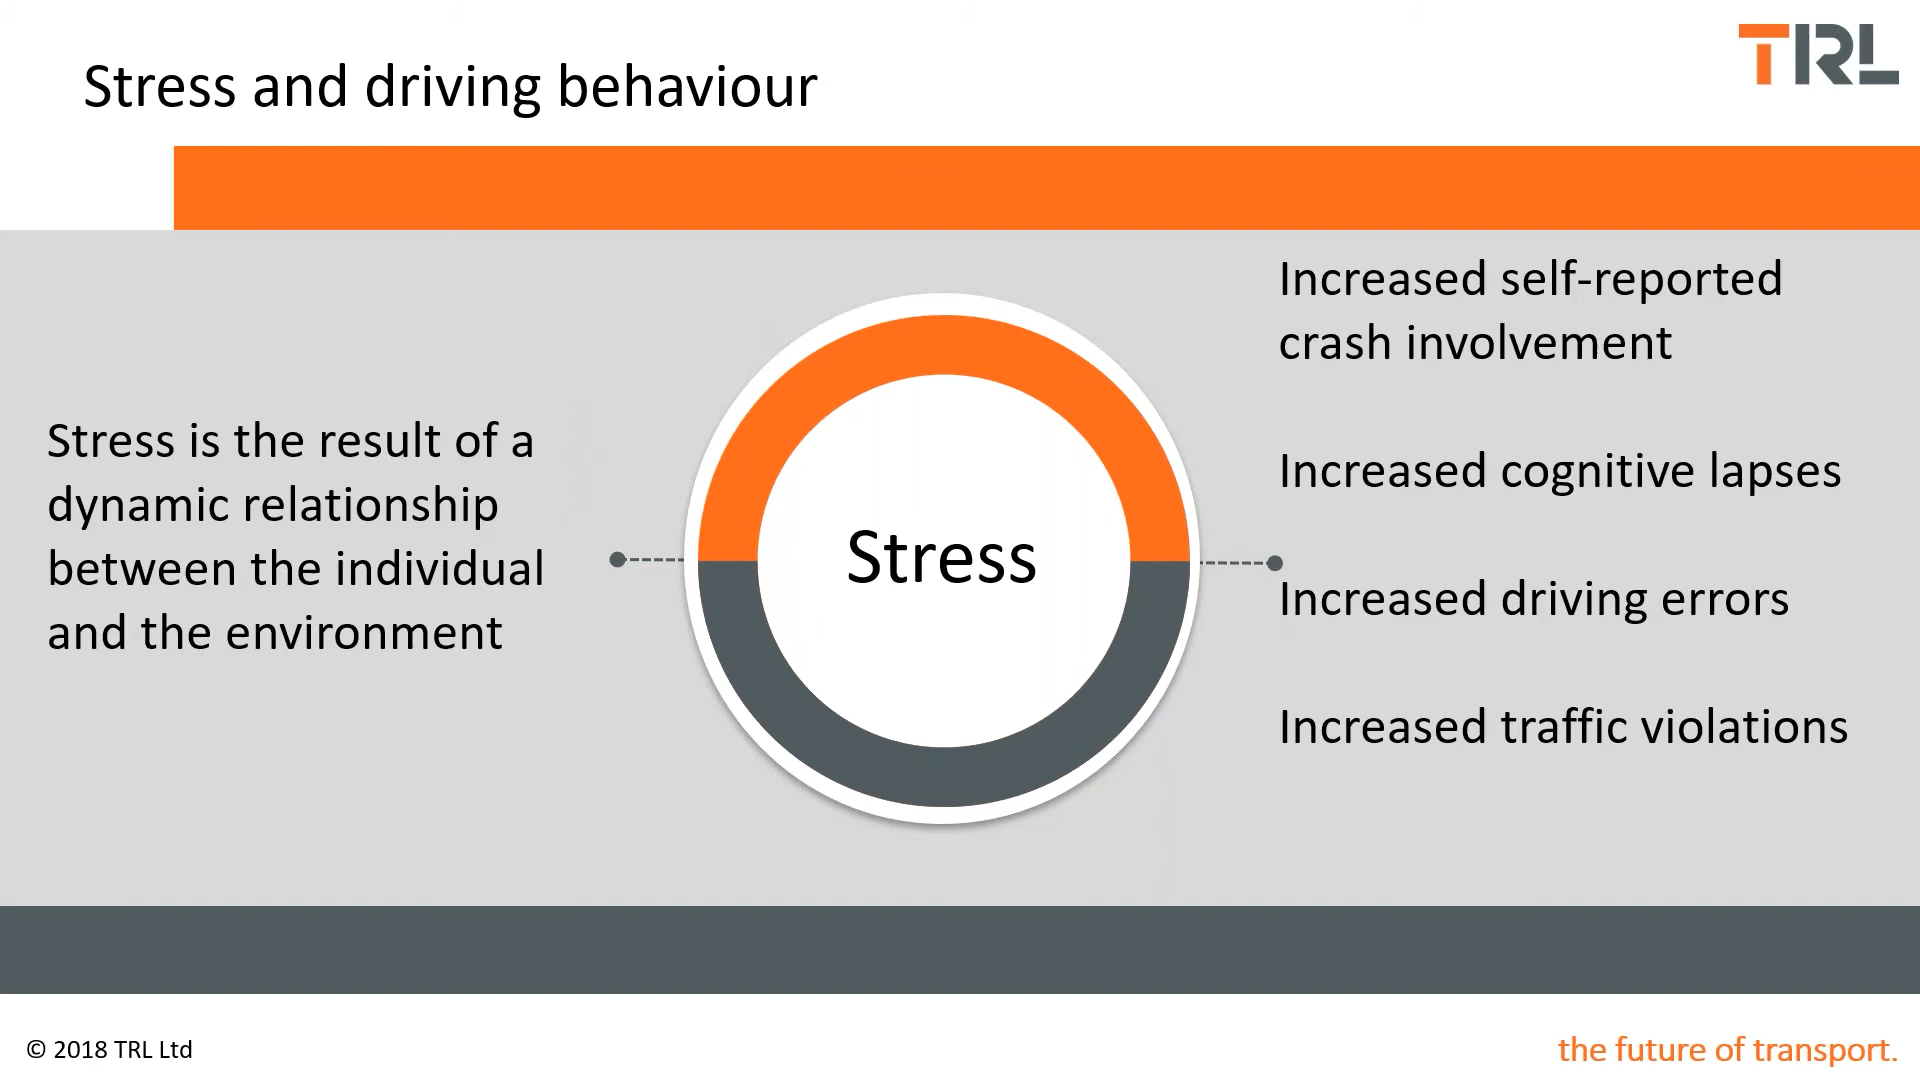 Stress and driving behaviour
TRL
Stress is the result of a
dynamic relationship
between the individual
and the environment
Stress
Increased self-reported
crash involvement
Increased cognitive lapses
Increased driving errors
Increased traffic violations
© 2018 TRL Ltd
the future of transport.